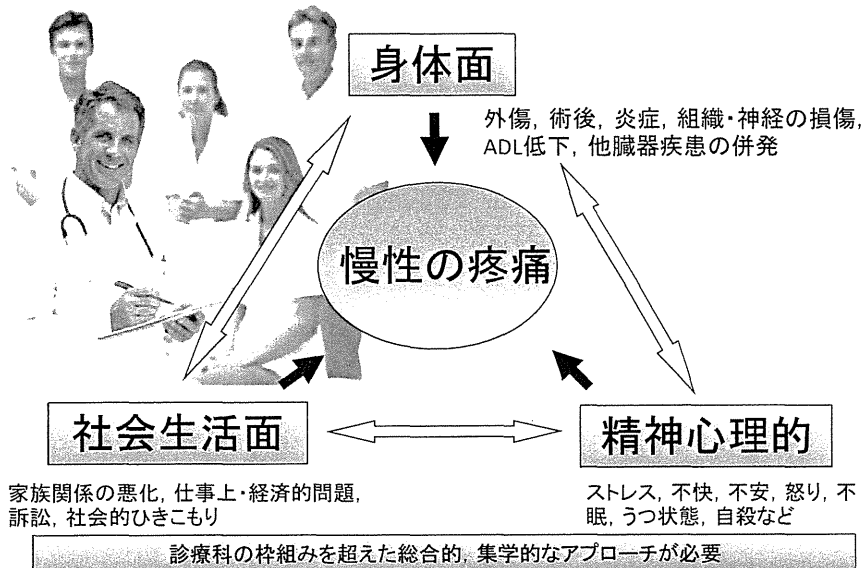 身体面
外傷, 術後, 炎症, 組織・神経の損傷,
ADL低下, 他臓器疾患の併発
慢性の疼痛
社会生活面
家族関係の悪化, 仕事上・経済的問題,
訴訟, 社会的ひきこもり
精神心理的
ストレス, 不快, 不安, 怒り, 不
眠, うつ状態, 自殺など
診療科の枠組みを超えた総合的, 集学的なアプローチが必要